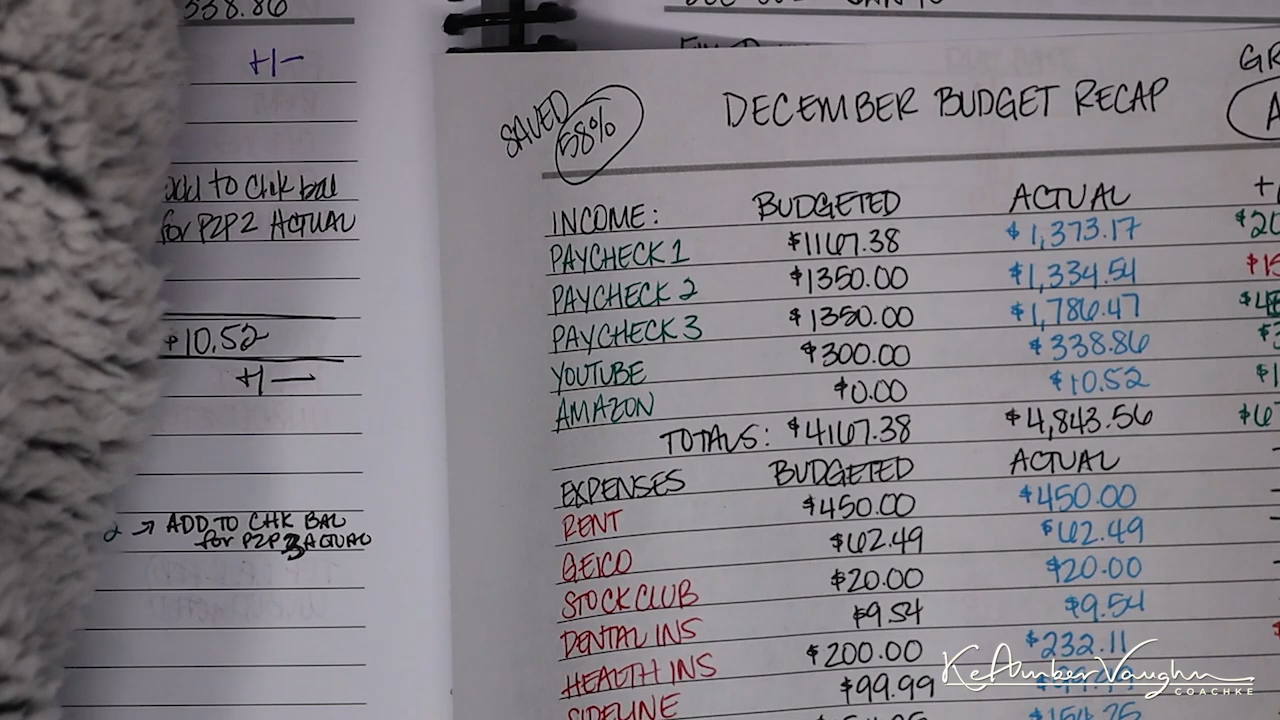 538.86
+/-
add to Chk bal
for P2P2 ACTUAL
$10.52
+/-
→ ADD TO CHK BAL
for P2P3 ACTUAL
SAVED
58%
DECEMBER BUDGET RECAP
GR
A
INCOME: BUDGETED ACTUAL +
PAYCHECK 1 $1167.38 $1,373.17 $20
PAYCHECK 2 $1350.00 $1,334.54 $15
PAYCHECK 3 $1350.00 $1,786.47
YOUTUBE $300.00 $338.86
AMAZON $0.00 $10.52 $1
TOTALS: $4167.38 $4,843.56 $67
EXPENSES BUDGETED ACTUAL
RENT $450.00 $450.00
GEICO $62.49 $62.49
STOCK CLUB $20.00 $20.00
DENTAL INS $9.54 $9.54
HEALTH INS $200.00 $232.11
SIDELINE $99.99
KeAmber Vaughn
COACHKE